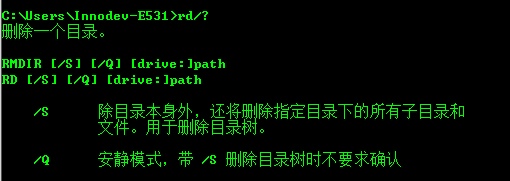 C:\Users\Innodev-E531>rd/?
删除一个目录。
RMDIR [/S] [/Q] [drive:]path
RD [/S] [/Q] [drive:]path
/S 除目录本身外，还将删除指定目录下的所有子目录和
文件。用于删除目录树。
/Q 安静模式，带 /S 删除目录树时不要求确认